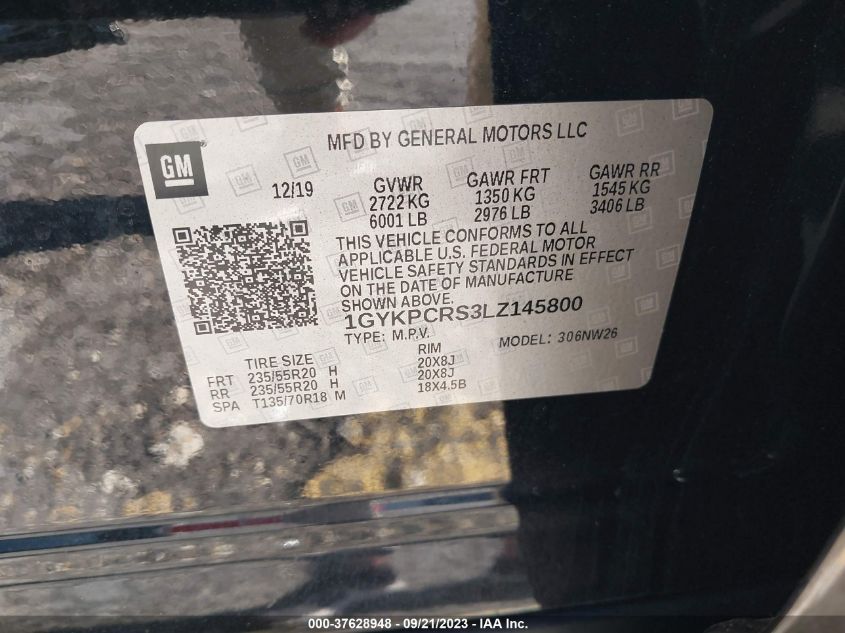 MFD BY GENERAL MOTORS LLC
GM
12/19
GVWR
2722 KG
6001 LB
GAWR FRT
1350 KG
2976 LB
GAWR RR
1545 KG
3406 LB
THIS VEHICLE CONFORMS TO ALL
APPLICABLE U.S. FEDERAL MOTOR
VEHICLE SAFETY STANDARDS IN EFFECT
ON THE DATE OF MANUFACTURE
SHOWN ABOVE.
1GYKPCRS3LZ145800
TYPE: M.P.V.
MODEL: 306NW26
TIRE SIZE RIM
FRT 235/55R20 H 20X8J
RR 235/55R20 H 20X8J
SPA T135/70R18 M 18X4.5B
000-37628948 - 09/21/2023 - IAA, Inc.